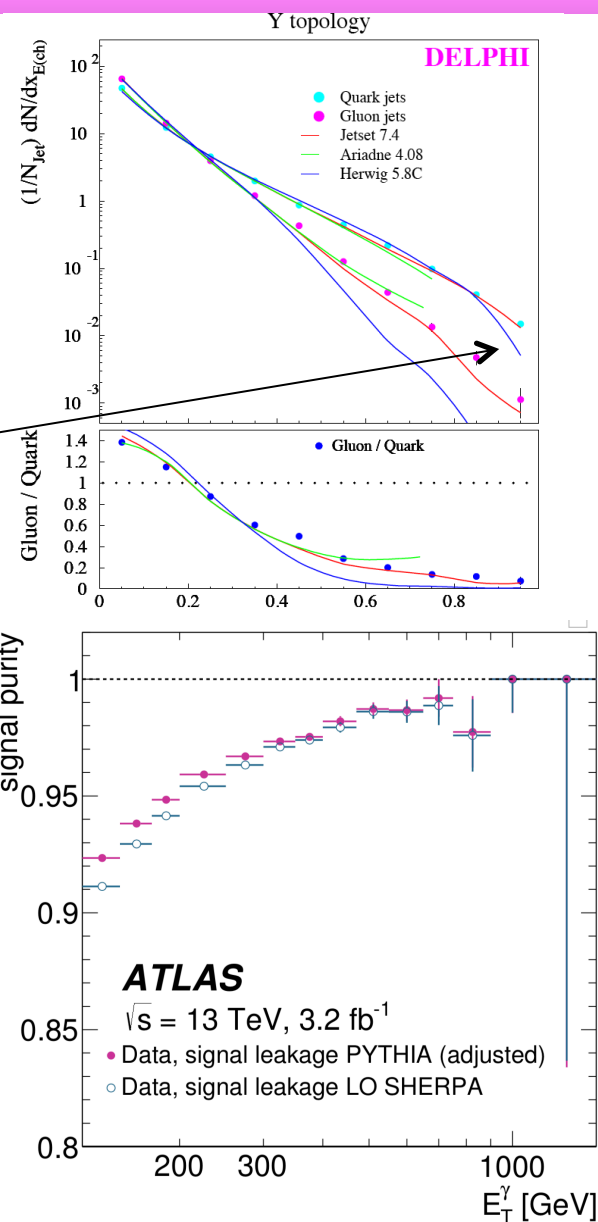 Y topology
DELPHI
(1/N_Jet) dN/dx_E(ch)
10^2
10
1
10^-1
10^-2
10^-3
Quark jets
Gluon jets
Jetset 7.4
Ariadne 4.08
Herwig 5.8C
Gluon / Quark
1.4
1.2
1
0.8
0.6
0.4
0.2
0
Gluon / Quark
0 0.2 0.4 0.6 0.8
signal purity
1
0.95
0.9
0.85
0.8
ATLAS
√s = 13 TeV, 3.2 fb^-1
Data, signal leakage PYTHIA (adjusted)
Data, signal leakage LO SHERPA
200 300 1000
E_T^γ [GeV]